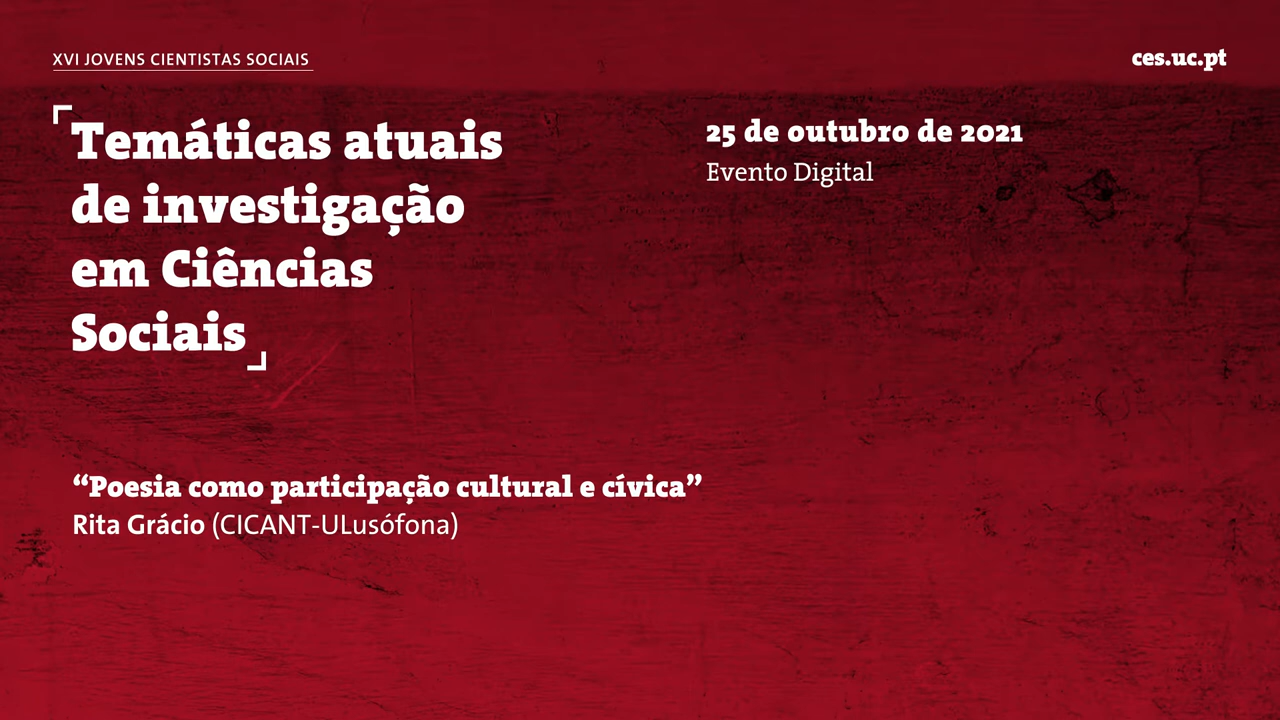 XVI JOVENS CIENTISTAS SOCIAIS
ces.uc.pt
Temáticas atuais
de investigação
em Ciências
Sociais
25 de outubro de 2021
Evento Digital
“Poesia como participação cultural e cívica”
Rita Grácio (CICANT-ULusófona)